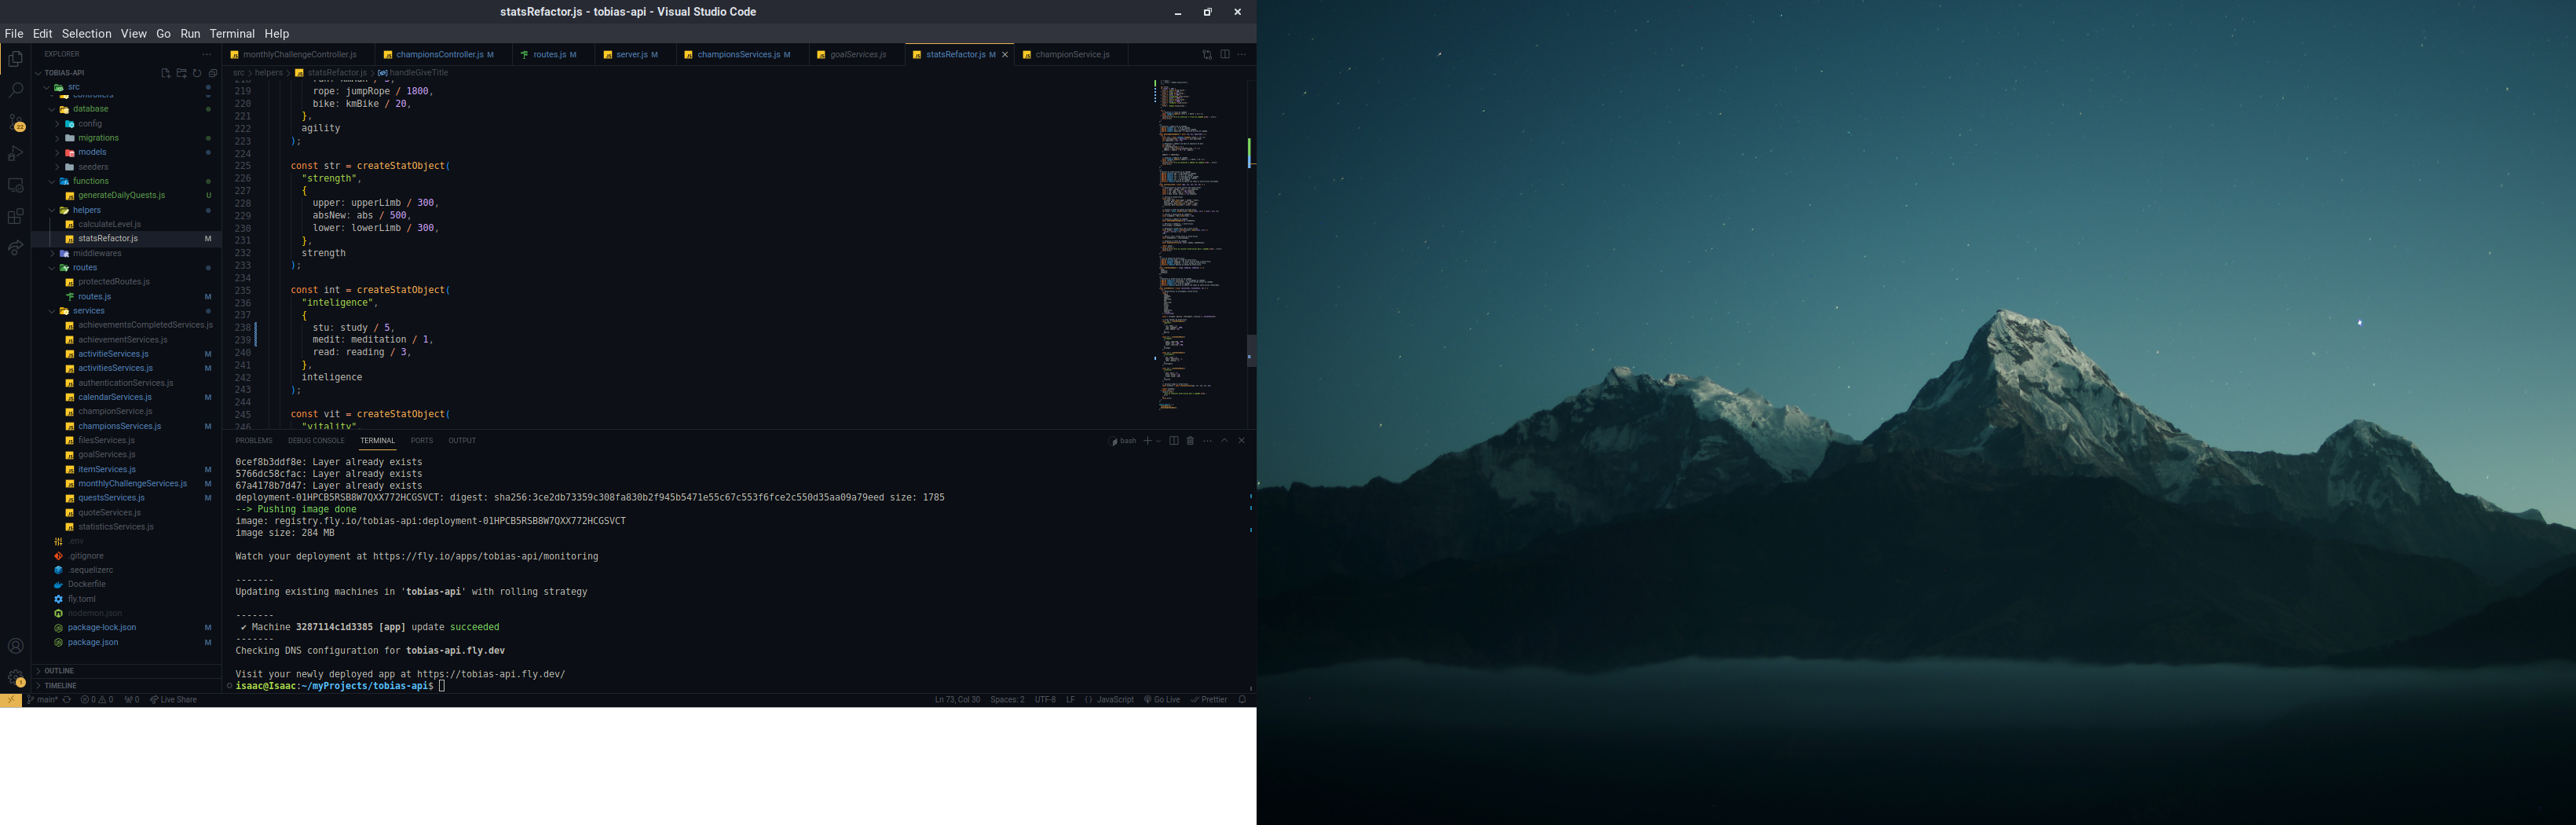 statsRefactor.js - tobias-api - Visual Studio Code
File Edit Selection View Go Run Terminal Help
EXPLORER
TOBIAS-API
src
controllers
database
config
migrations
models
seeders
functions
generateDailyQuests.js U
helpers
calculateLevel.js
statsRefactor.js M
middlewares
routes
protectedRoutes.js
routes.js M
services
achievementsCompletedServices.js
achievementServices.js
activitieServices.js M
activitiesServices.js M
authenticationServices.js
calendarServices.js M
championService.js
championsServices.js M
filesServices.js
goalServices.js
itemServices.js M
monthlyChallengeServices.js M
questsServices.js M
quoteServices.js
statisticsServices.js
.env
.gitignore
.sequelizerc
Dockerfile
fly.toml
nodemon.json
package-lock.json M
package.json M
OUTLINE
TIMELINE
22
1
monthlyChallengeController.js championsController.js M routes.js M server.js M championsServices.js M goalServices.js statsRefactor.js M championService.js
src > helpers > statsRefactor.js > handleGiveTitle
219 rope: jumpRope / 1800,
220 bike: kmBike / 20,
221 },
222 agility
223 );
224
225 const str = createStatObject(
226 "strength",
227 {
228 upper: upperLimb / 300,
229 absNew: abs / 500,
230 lower: lowerLimb / 300,
231 },
232 strength
233 );
234
235 const int = createStatObject(
236 "inteligence",
237 {
238 stu: study / 5,
239 medit: meditation / 1,
240 read: reading / 3,
241 },
242 inteligence
243 );
244
245 const vit = createStatObject(
246 "vitality",
PROBLEMS DEBUG CONSOLE TERMINAL PORTS OUTPUT
bash
0cef8b3ddf8e: Layer already exists
5766dc58cfac: Layer already exists
67a4178b7d47: Layer already exists
deployment-01HPCB5RSB8W7QXX772HCGSVCT: digest: sha256:3ce2db73359c308fa830b2f945b5471e55c67c553f6fce2c550d35aa09a79eed size: 1785
--> Pushing image done
image: registry.fly.io/tobias-api:deployment-01HPCB5RSB8W7QXX772HCGSVCT
image size: 284 MB
Watch your deployment at https://fly.io/apps/tobias-api/monitoring
-------
Updating existing machines in 'tobias-api' with rolling strategy
-------
✔ Machine 3287114c1d3385 [app] update succeeded
-------
Checking DNS configuration for tobias-api.fly.dev
Visit your newly deployed app at https://tobias-api.fly.dev/
isaac@Isaac:~/myProjects/tobias-api$
main* 0 0 0 Live Share Ln 73, Col 30 Spaces: 2 UTF-8 LF {} JavaScript Go Live Prettier